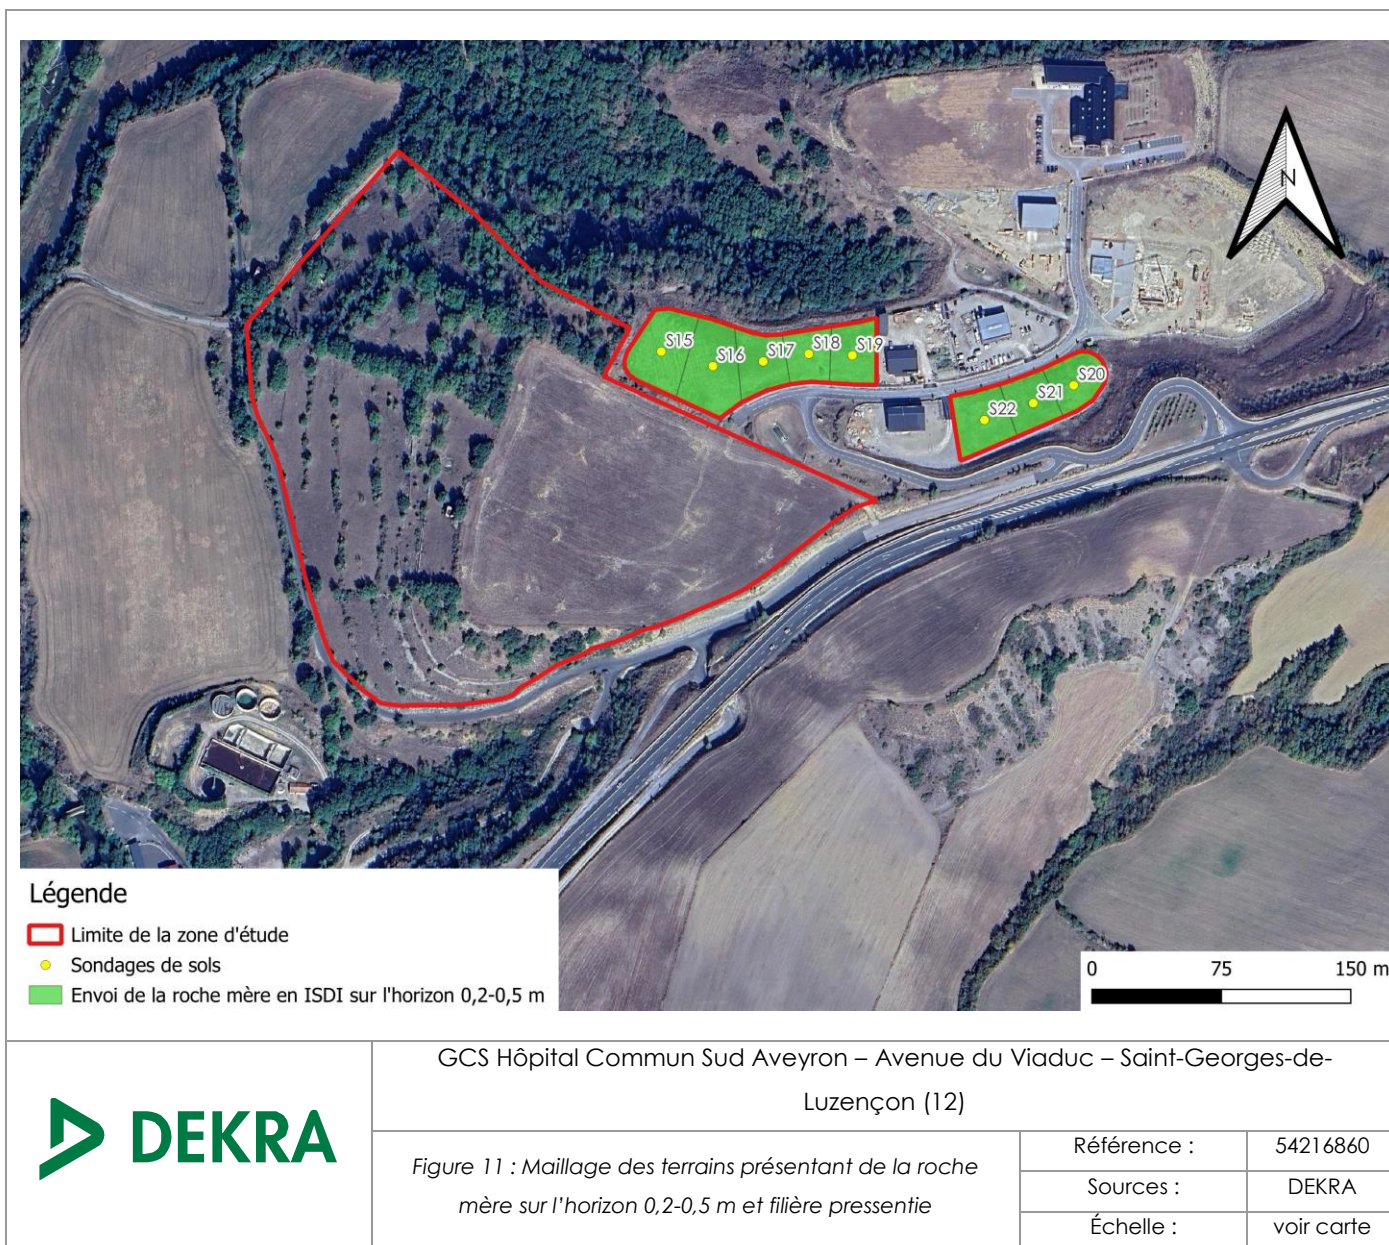 N
S15
S16
S17
S18
S19
S20
S21
S22
Légende
Limite de la zone d'étude
Sondages de sols
Envoi de la roche mère en ISDI sur l'horizon 0,2-0,5 m
0 75 150 m
DEKRA
GCS Hôpital Commun Sud Aveyron – Avenue du Viaduc – Saint-Georges-de-
Luzençon (12)
Figure 11 : Maillage des terrains présentant de la roche
mère sur l'horizon 0,2-0,5 m et filière pressentie
Référence : 54216860
Sources : DEKRA
Échelle : voir carte